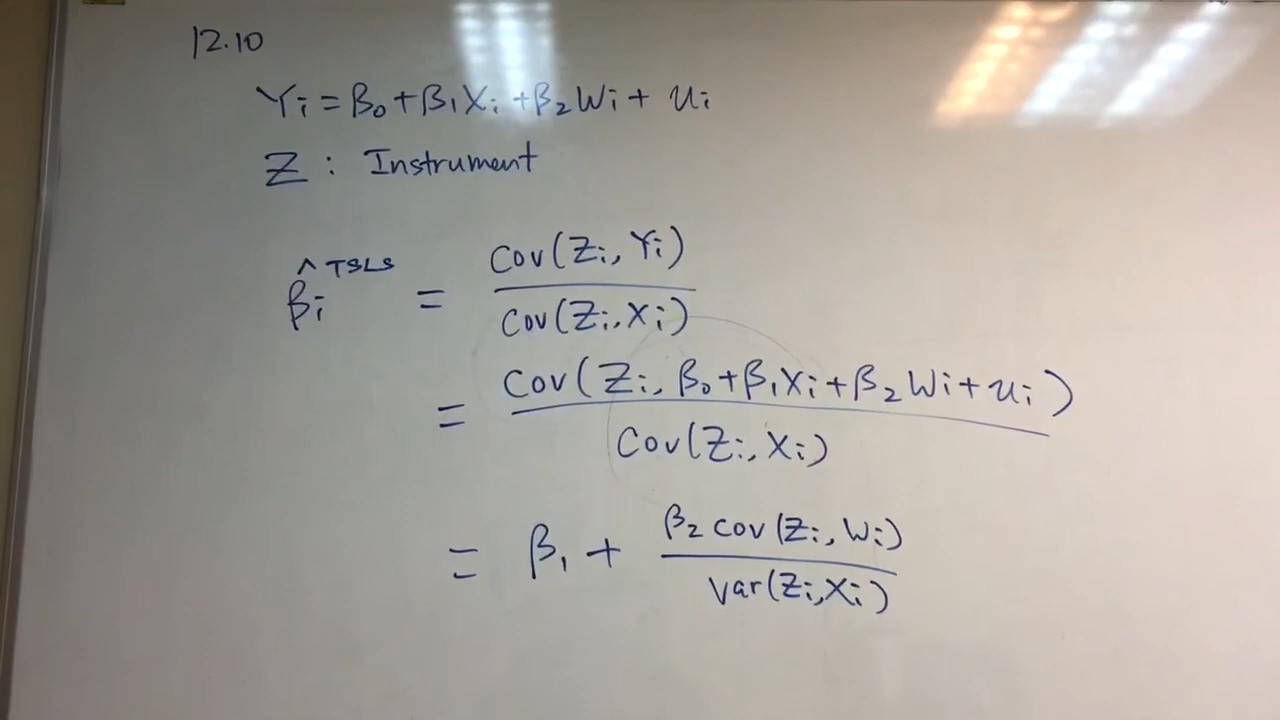 12.10
Yi = β0 + β1Xi + β2Wi + ui
Z : Instrument
β̂i TSLS = Cov(Zi, Yi) / Cov(Zi, Xi)
= Cov(Zi, β0 + β1Xi + β2Wi + ui) / Cov(Zi, Xi)
= β1 + β2 Cov(Zi, Wi) / Var(Zi, Xi)